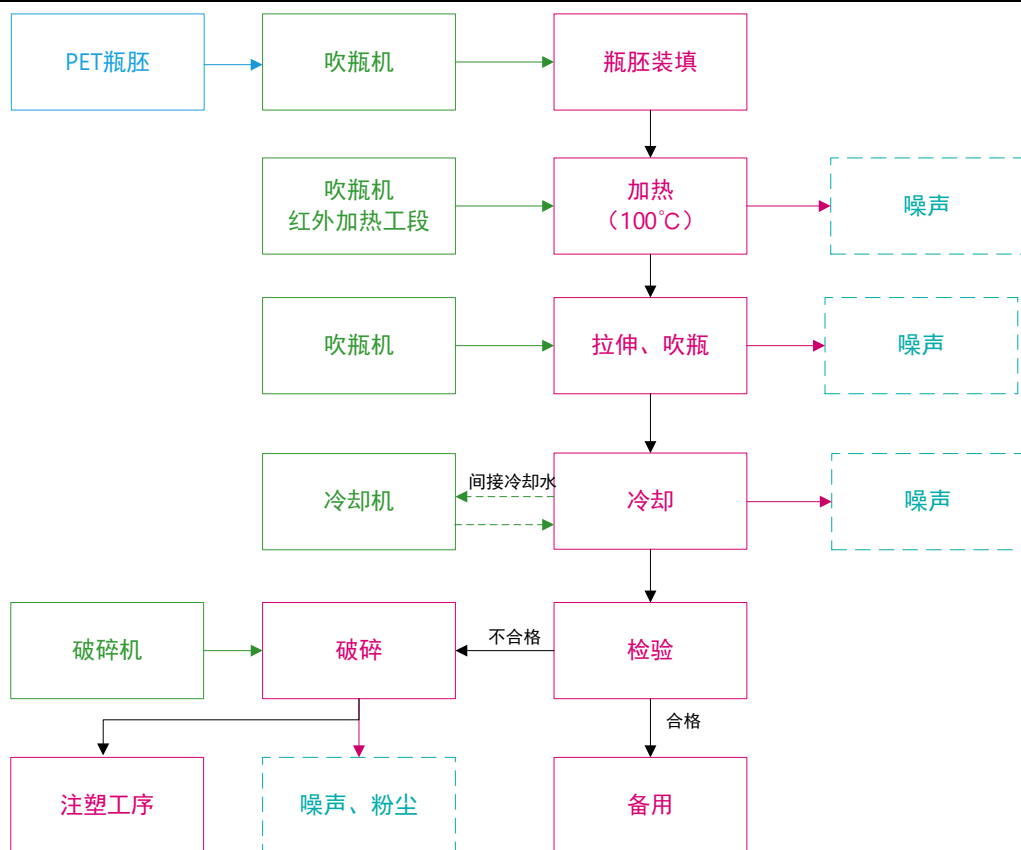 PET瓶胚
吹瓶机
瓶胚装填
吹瓶机
红外加热工段
加热
（100℃）
噪声
吹瓶机
拉伸、吹瓶
噪声
间接冷却水
冷却机
冷却
噪声
破碎机
破碎
不合格
检验
合格
注塑工序
噪声、粉尘
备用